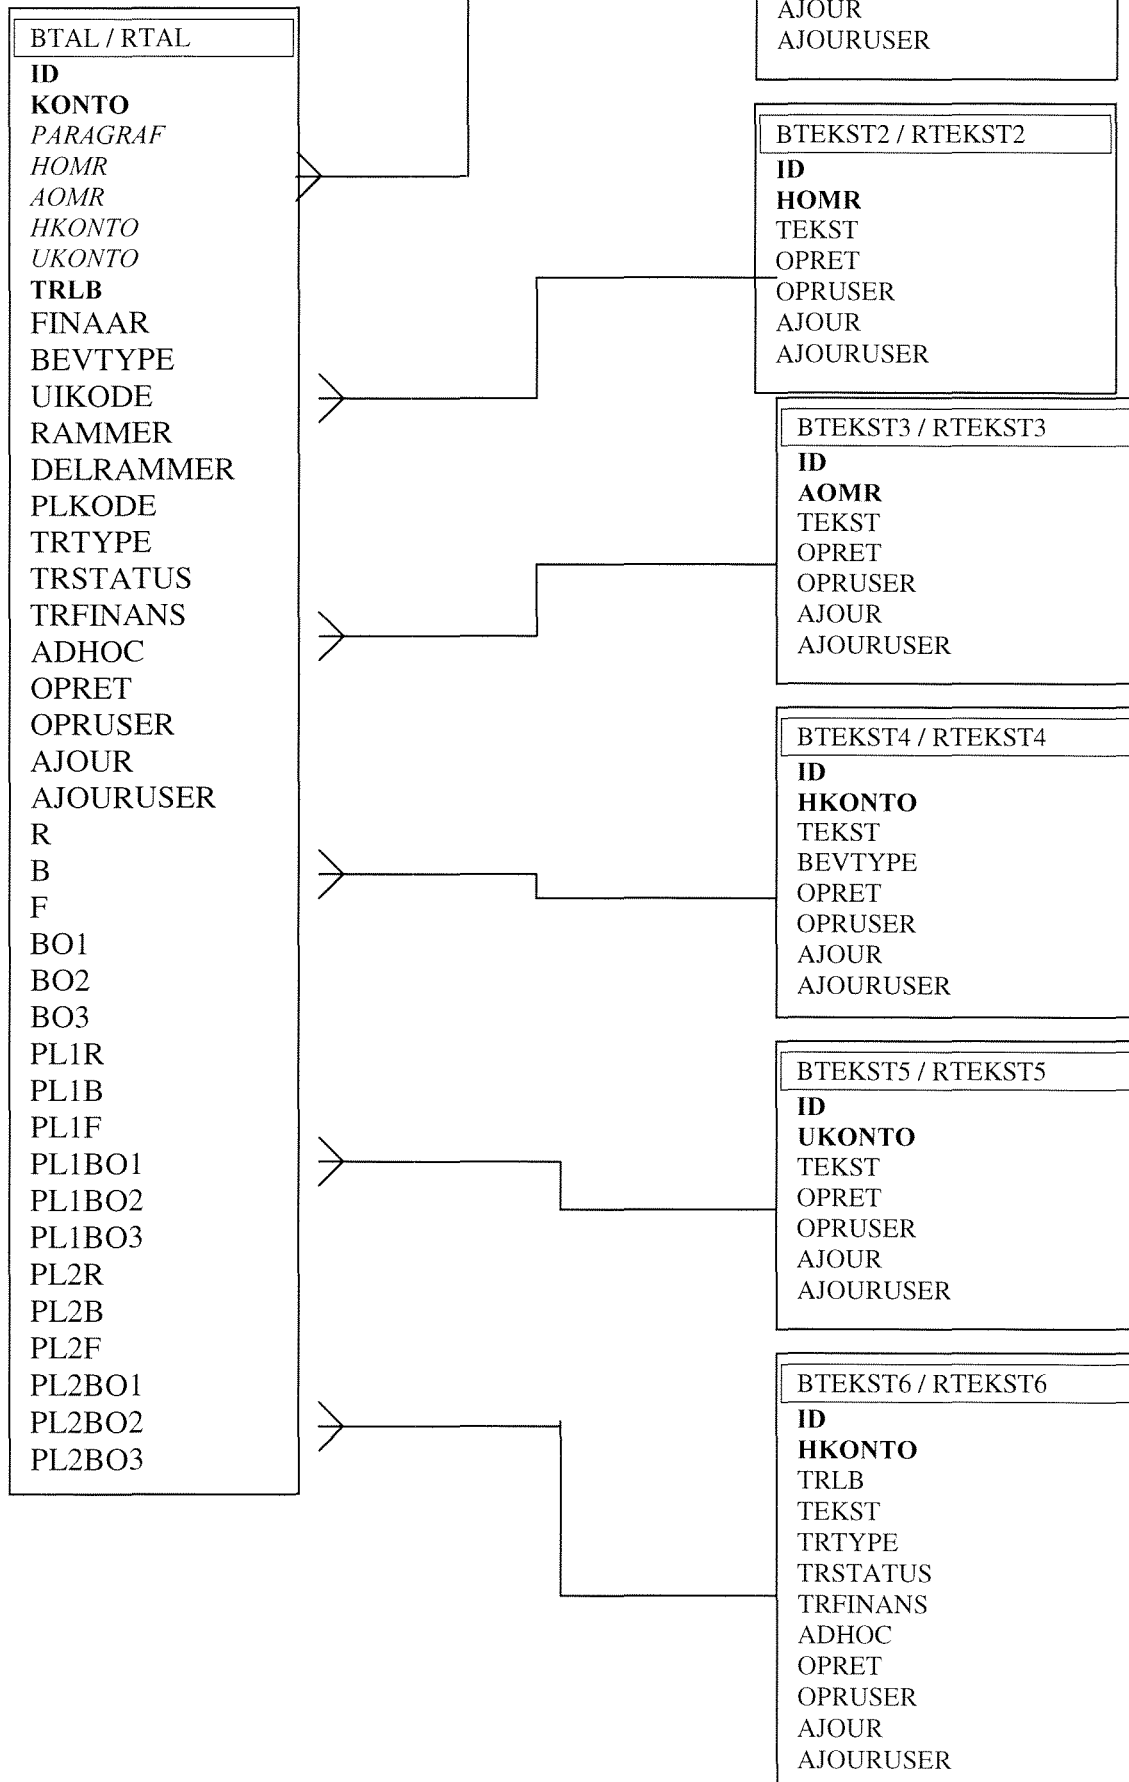 BTAL / RTAL
ID
KONTO
PARAGRAF
HOMR
AOMR
HKONTO
UKONTO
TRLB
FINAAR
BEVTYPE
UIKODE
RAMMER
DELRAMMER
PLKODE
TRTYPE
TRSTATUS
TRFINANS
ADHOC
OPRET
OPRUSER
AJOUR
AJOURUSER
R
B
F
BO1
BO2
BO3
PL1R
PL1B
PL1F
PL1BO1
PL1BO2
PL1BO3
PL2R
PL2B
PL2F
PL2BO1
PL2BO2
PL2BO3
AJOUR
AJOURUSER
BTEKST2 / RTEKST2
ID
HOMR
TEKST
OPRET
OPRUSER
AJOUR
AJOURUSER
BTEKST3 / RTEKST3
ID
AOMR
TEKST
OPRET
OPRUSER
AJOUR
AJOURUSER
BTEKST4 / RTEKST4
ID
HKONTO
TEKST
BEVTYPE
OPRET
OPRUSER
AJOUR
AJOURUSER
BTEKST5 / RTEKST5
ID
UKONTO
TEKST
OPRET
OPRUSER
AJOUR
AJOURUSER
BTEKST6 / RTEKST6
ID
HKONTO
TRLB
TEKST
TRTYPE
TRSTATUS
TRFINANS
ADHOC
OPRET
OPRUSER
AJOUR
AJOURUSER